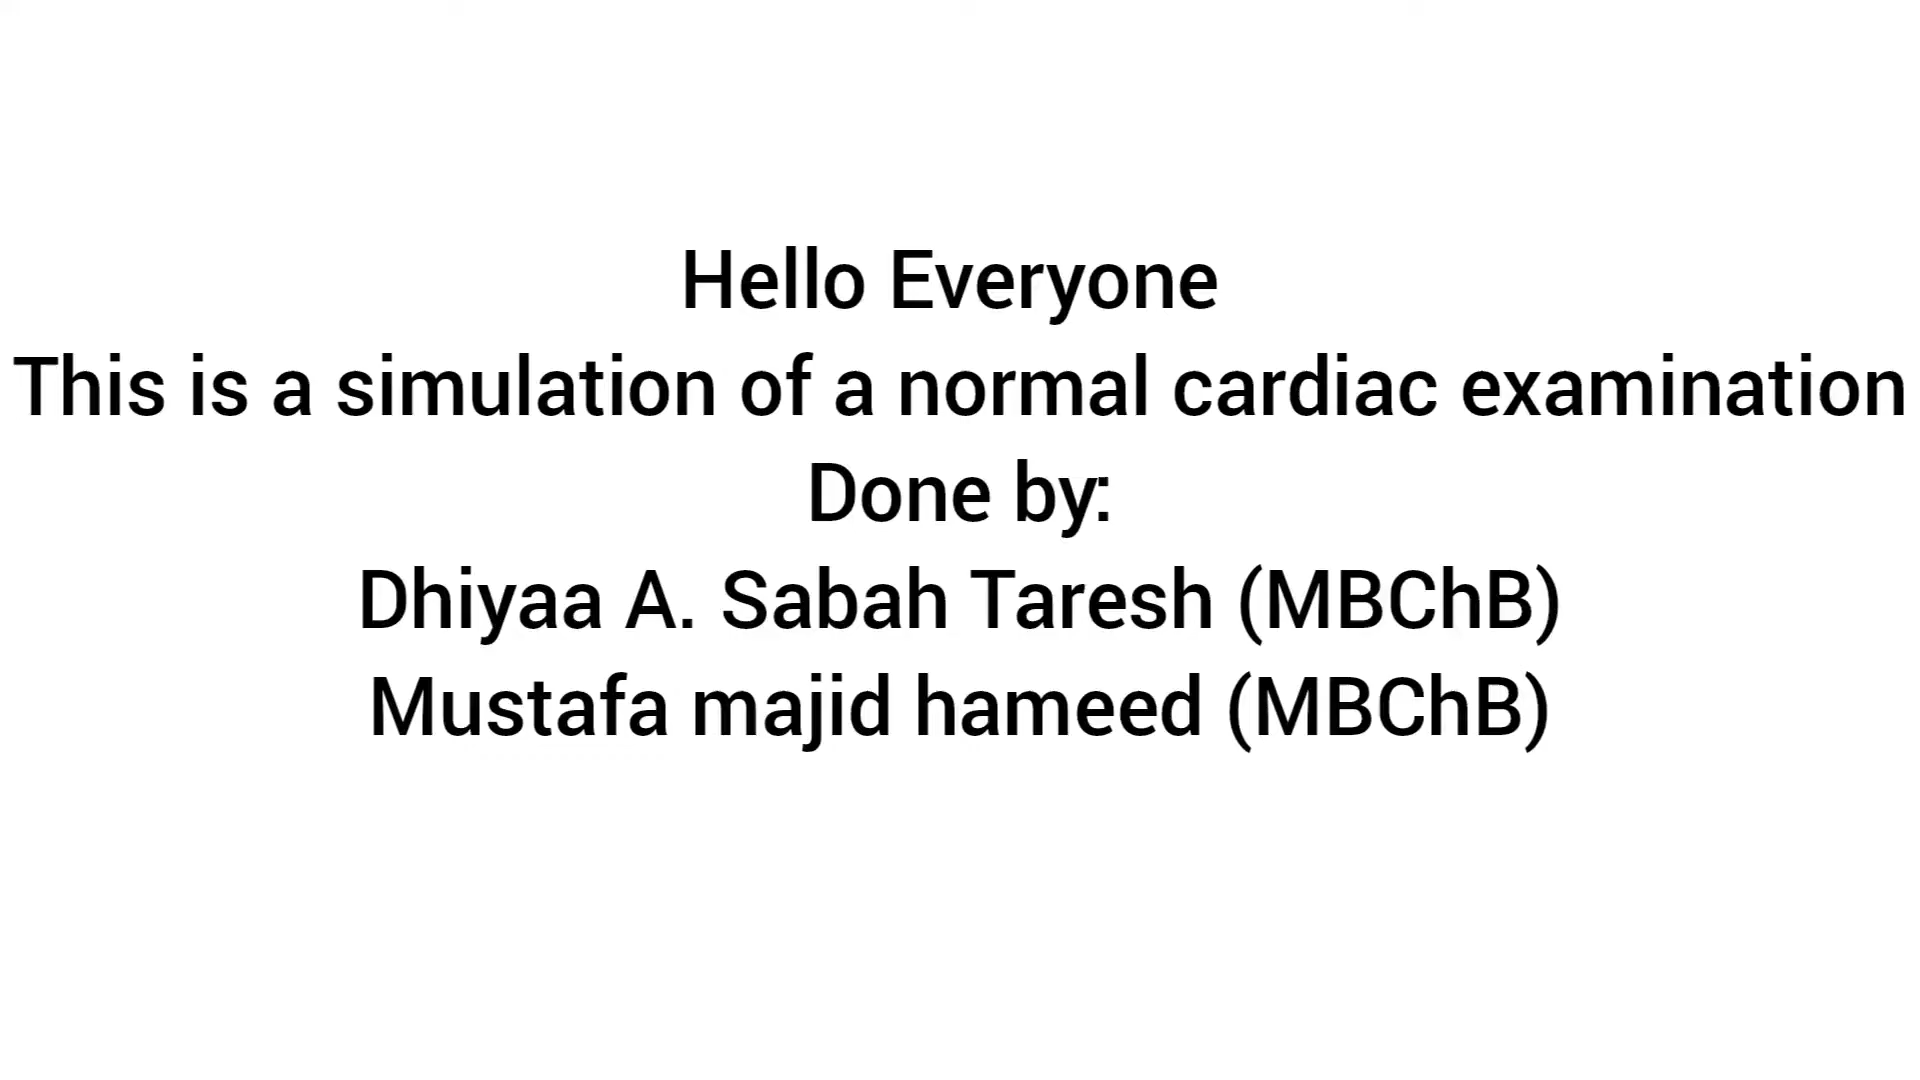 Hello Everyone
This is a simulation of a normal cardiac examination
Done by:
Dhiyaa A. Sabah Taresh (MBChB)
Mustafa majid hameed (MBChB)